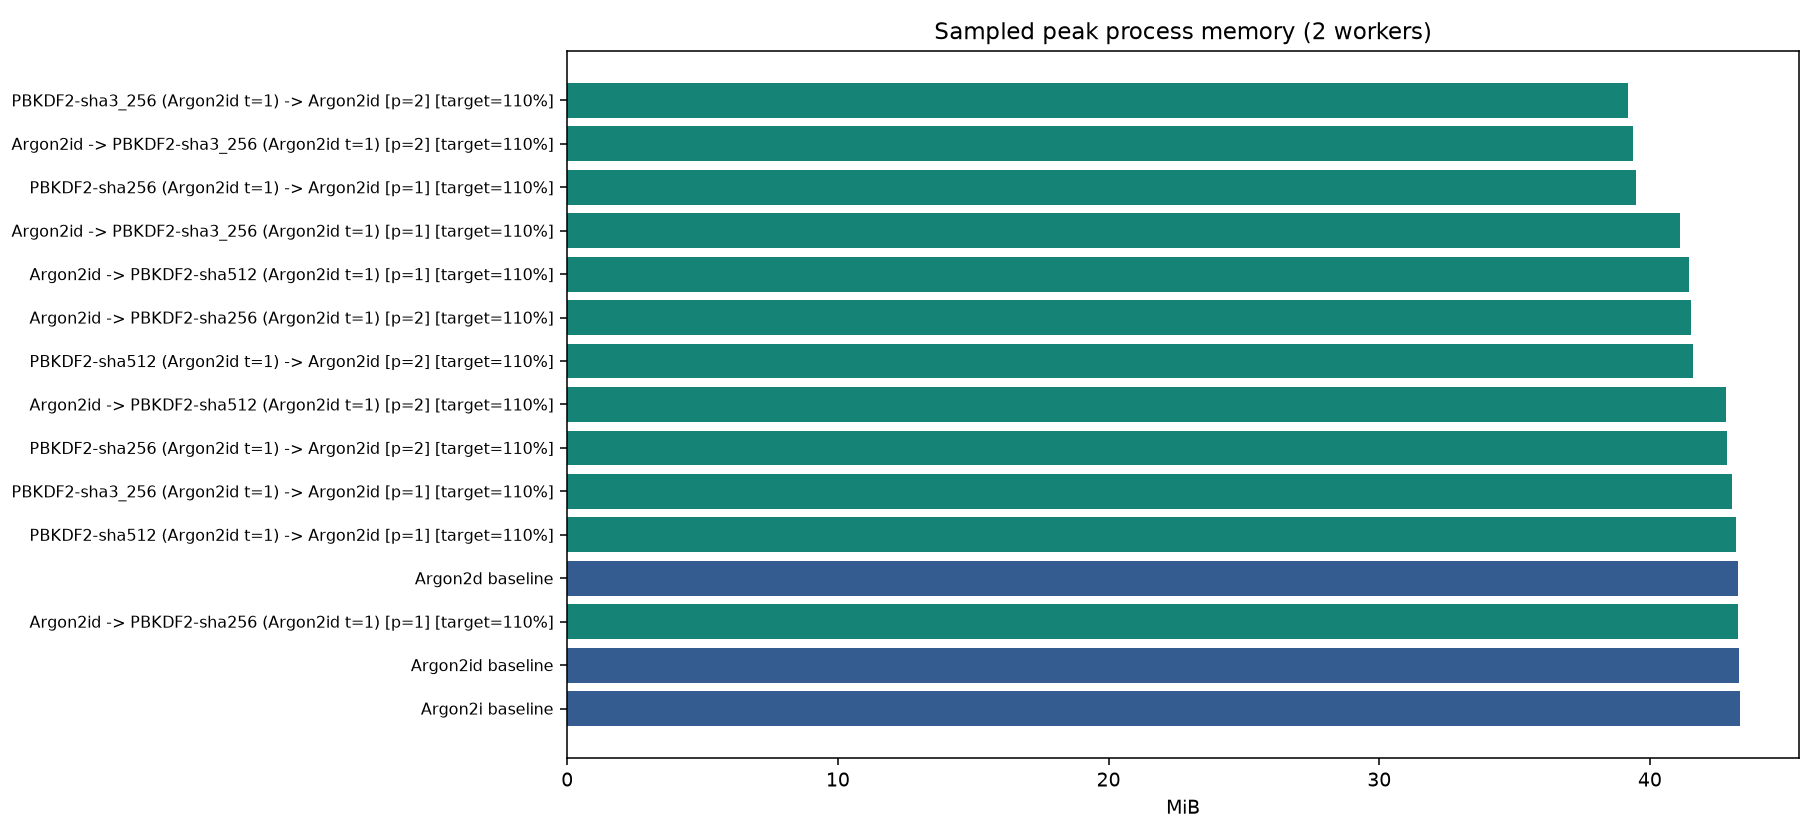 Sampled peak process memory (2 workers)
PBKDF2-sha3_256 (Argon2id t=1) -> Argon2id [p=2] [target=110%]
Argon2id -> PBKDF2-sha3_256 (Argon2id t=1) [p=2] [target=110%]
PBKDF2-sha256 (Argon2id t=1) -> Argon2id [p=1] [target=110%]
Argon2id -> PBKDF2-sha3_256 (Argon2id t=1) [p=1] [target=110%]
Argon2id -> PBKDF2-sha512 (Argon2id t=1) [p=1] [target=110%]
Argon2id -> PBKDF2-sha256 (Argon2id t=1) [p=2] [target=110%]
PBKDF2-sha512 (Argon2id t=1) -> Argon2id [p=2] [target=110%]
Argon2id -> PBKDF2-sha512 (Argon2id t=1) [p=2] [target=110%]
PBKDF2-sha256 (Argon2id t=1) -> Argon2id [p=2] [target=110%]
PBKDF2-sha3_256 (Argon2id t=1) -> Argon2id [p=1] [target=110%]
PBKDF2-sha512 (Argon2id t=1) -> Argon2id [p=1] [target=110%]
Argon2d baseline
Argon2id -> PBKDF2-sha256 (Argon2id t=1) [p=1] [target=110%]
Argon2id baseline
Argon2i baseline
0 10 20 30 40
MiB